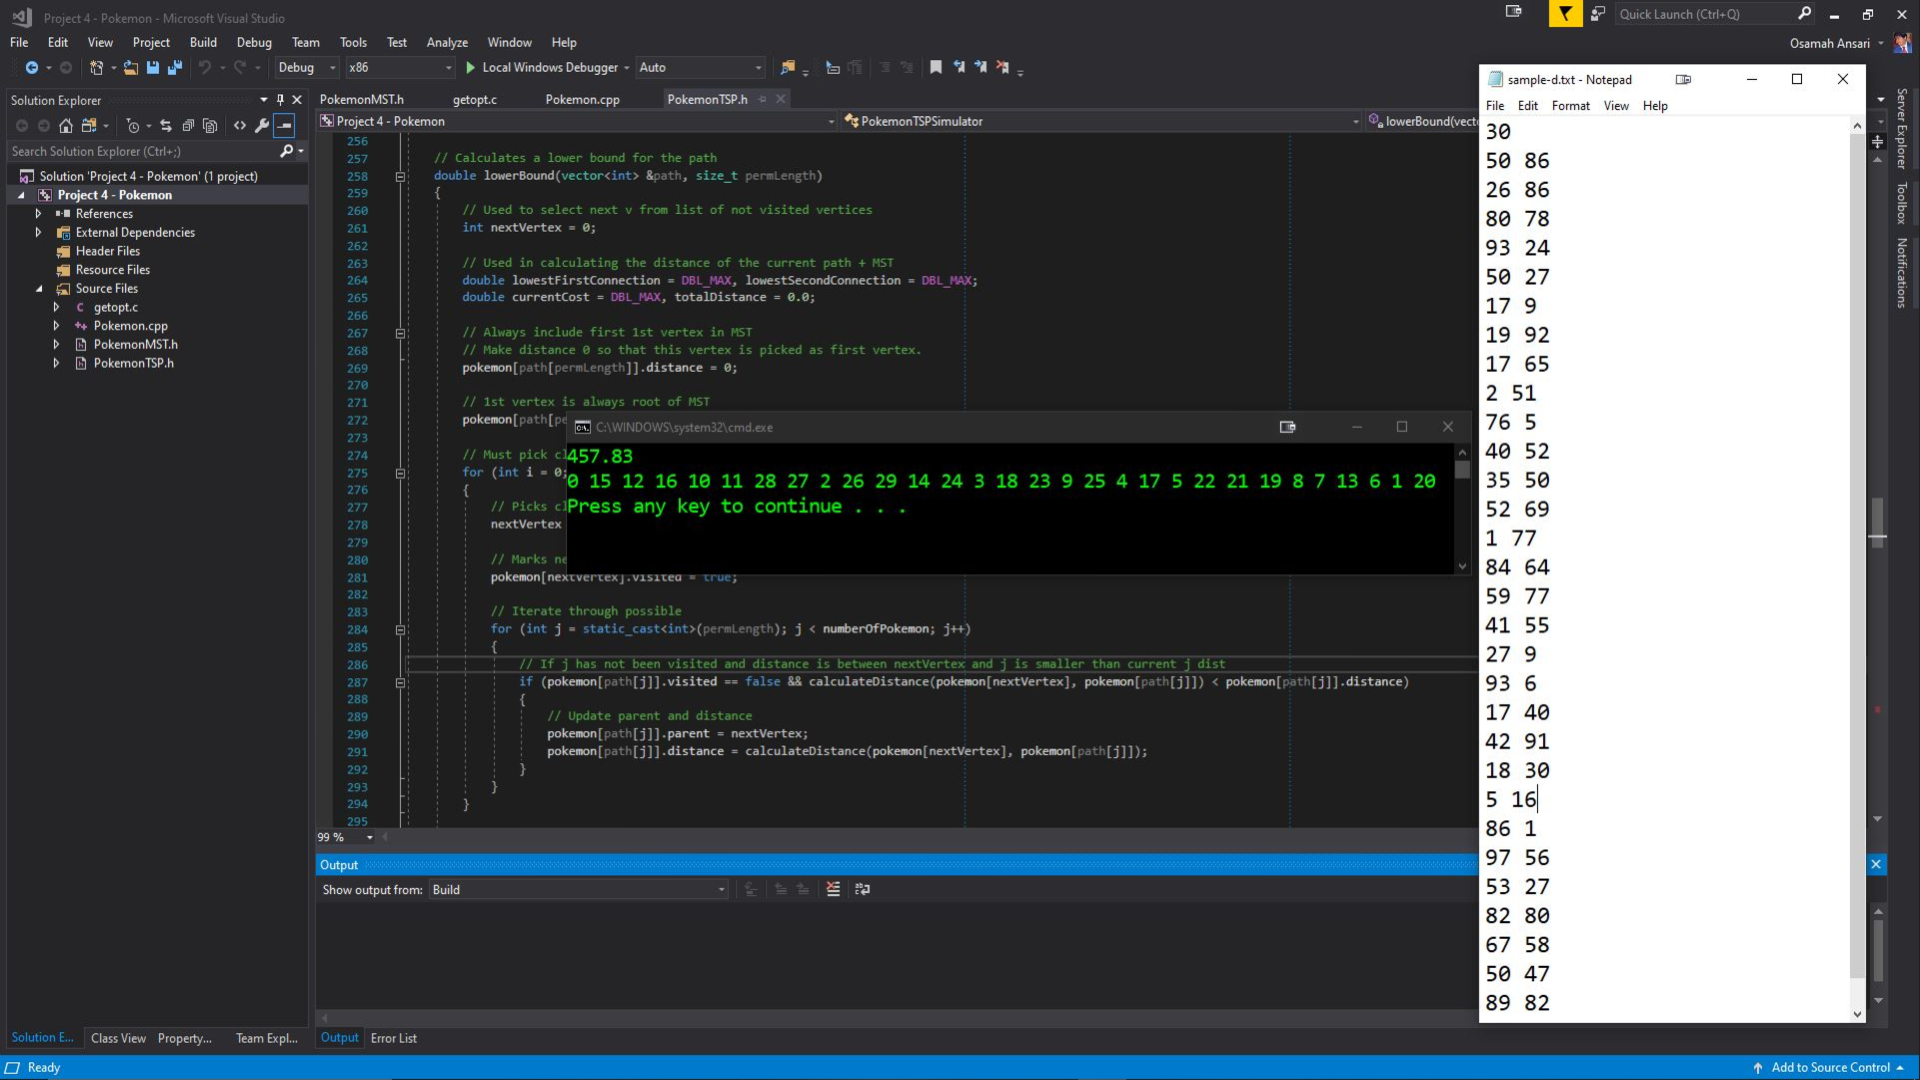 Project 4 - Pokemon - Microsoft Visual Studio
Quick Launch (Ctrl+Q)
File Edit View Project Build Debug Team Tools Test Analyze Window Help
Osamah Ansari
Debug x86 Local Windows Debugger Auto
Solution Explorer
Search Solution Explorer (Ctrl+;)
Solution 'Project 4 - Pokemon' (1 project)
Project 4 - Pokemon
References
External Dependencies
Header Files
Resource Files
Source Files
getopt.c
Pokemon.cpp
PokemonMST.h
PokemonTSP.h
Solution E... Class View Property... Team Expl...
PokemonMST.h getopt.c Pokemon.cpp PokemonTSP.h
Project 4 - Pokemon PokemonTSPSimulator lowerBound(vect
256
257 // Calculates a lower bound for the path
258 double lowerBound(vector<int> &path, size_t permLength)
259 {
260 // Used to select next v from list of not visited vertices
261 int nextVertex = 0;
262
263 // Used in calculating the distance of the current path + MST
264 double lowestFirstConnection = DBL_MAX, lowestSecondConnection = DBL_MAX;
265 double currentCost = DBL_MAX, totalDistance = 0.0;
266
267 // Always include first 1st vertex in MST
268 // Make distance 0 so that this vertex is picked as first vertex.
269 pokemon[path[permLength]].distance = 0;
270
271 // 1st vertex is always root of MST
272 pokemon[path[pe
273
274 // Must pick cl
275 for (int i = 0;
276 {
277 // Picks cl
278 nextVertex
279
280 // Marks ne
281 pokemon[nextVertex].visited = true;
282
283 // Iterate through possible
284 for (int j = static_cast<int>(permLength); j < numberOfPokemon; j++)
285 {
286 // If j has not been visited and distance is between nextVertex and j is smaller than current j dist
287 if (pokemon[path[j]].visited == false && calculateDistance(pokemon[nextVertex], pokemon[path[j]]) < pokemon[path[j]].distance)
288 {
289 // Update parent and distance
290 pokemon[path[j]].parent = nextVertex;
291 pokemon[path[j]].distance = calculateDistance(pokemon[nextVertex], pokemon[path[j]]);
292 }
293 }
294 }
295
99 %
C:\WINDOWS\system32\cmd.exe
457.83
0 15 12 16 10 11 28 27 2 26 29 14 24 3 18 23 9 25 4 17 5 22 21 19 8 7 13 6 1 20
Press any key to continue . . .
Output
Show output from: Build
Output Error List
sample-d.txt - Notepad
File Edit Format View Help
30
50 86
26 86
80 78
93 24
50 27
17 9
19 92
17 65
2 51
76 5
40 52
35 50
52 69
1 77
84 64
59 77
41 55
27 9
93 6
17 40
42 91
18 30
5 16
86 1
97 56
53 27
82 80
67 58
50 47
89 82
Server Explorer
Toolbox
Notifications
Ready
Add to Source Control